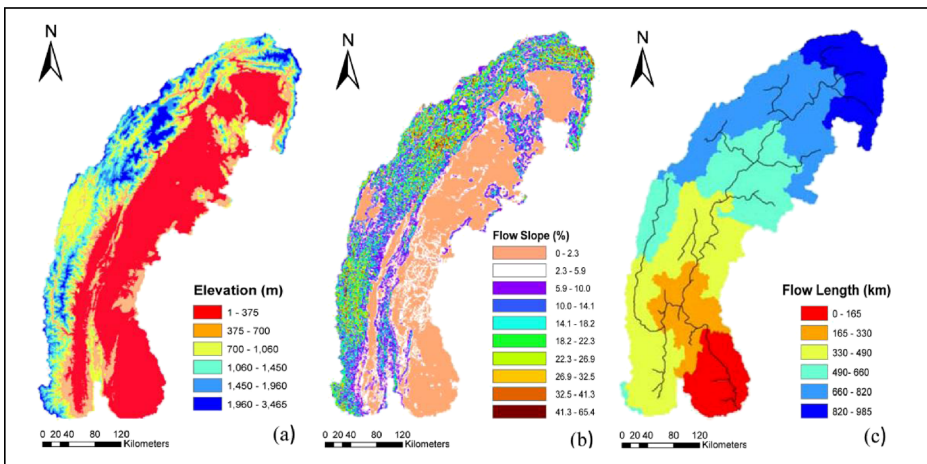 N
Elevation (m)
1 - 375
375 - 700
700 - 1,060
1,060 - 1,450
1,450 - 1,960
1,960 - 3,465
0 20 40 80 120
Kilometers
(a)
N
Flow Slope (%)
0 - 2.3
2.3 - 5.9
5.9 - 10.0
10.0 - 14.1
14.1 - 18.2
18.2 - 22.3
22.3 - 26.9
26.9 - 32.5
32.5 - 41.3
41.3 - 65.4
0 20 40 80 120
Kilometers
(b)
N
Flow Length (km)
0 - 165
165 - 330
330 - 490
490 - 660
660 - 820
820 - 985
0 20 40 80 120
Kilometers
(c)